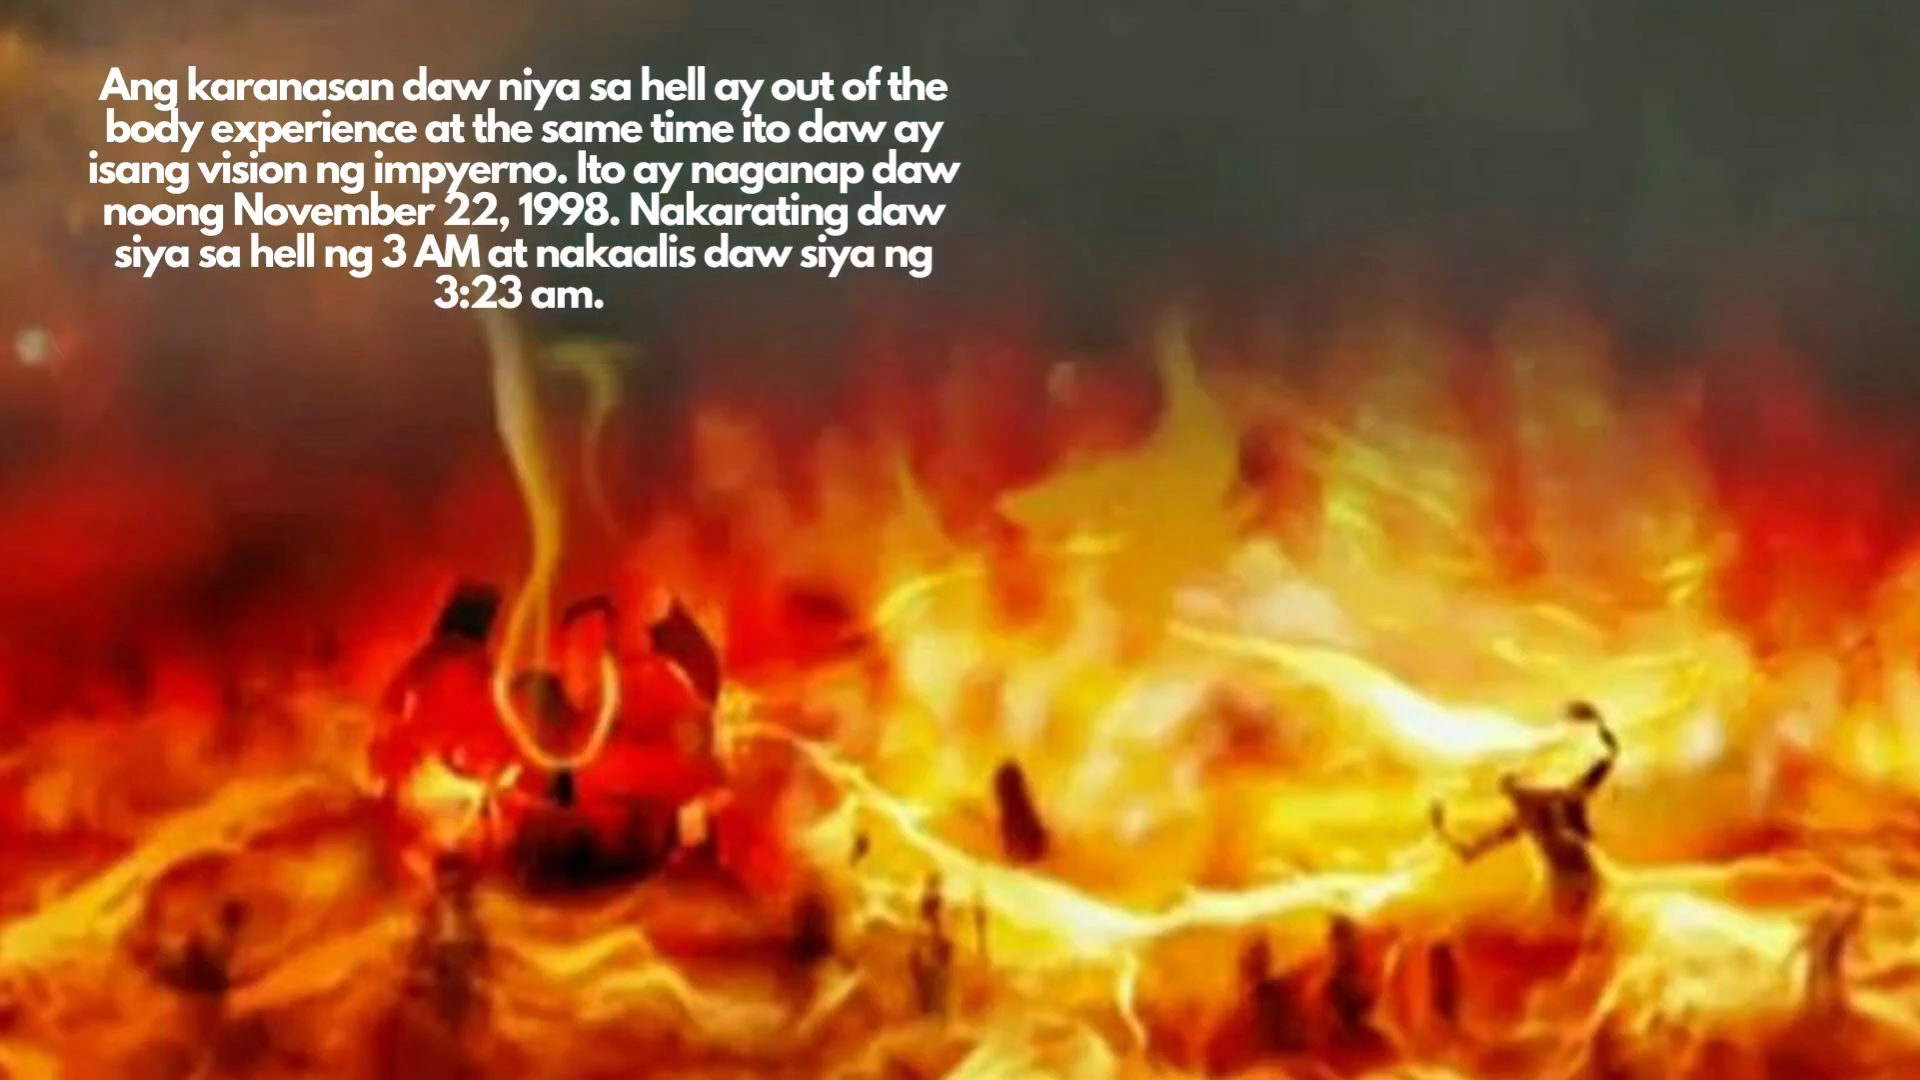 Ang karanasan daw niya sa hell ay out of the
body experience at the same time ito daw ay
isang vision ng impyerno. Ito ay naganap daw
noong November 22, 1998. Nakarating daw
siya sa hell ng 3 AM at nakaalis daw siya ng
3:23 am.